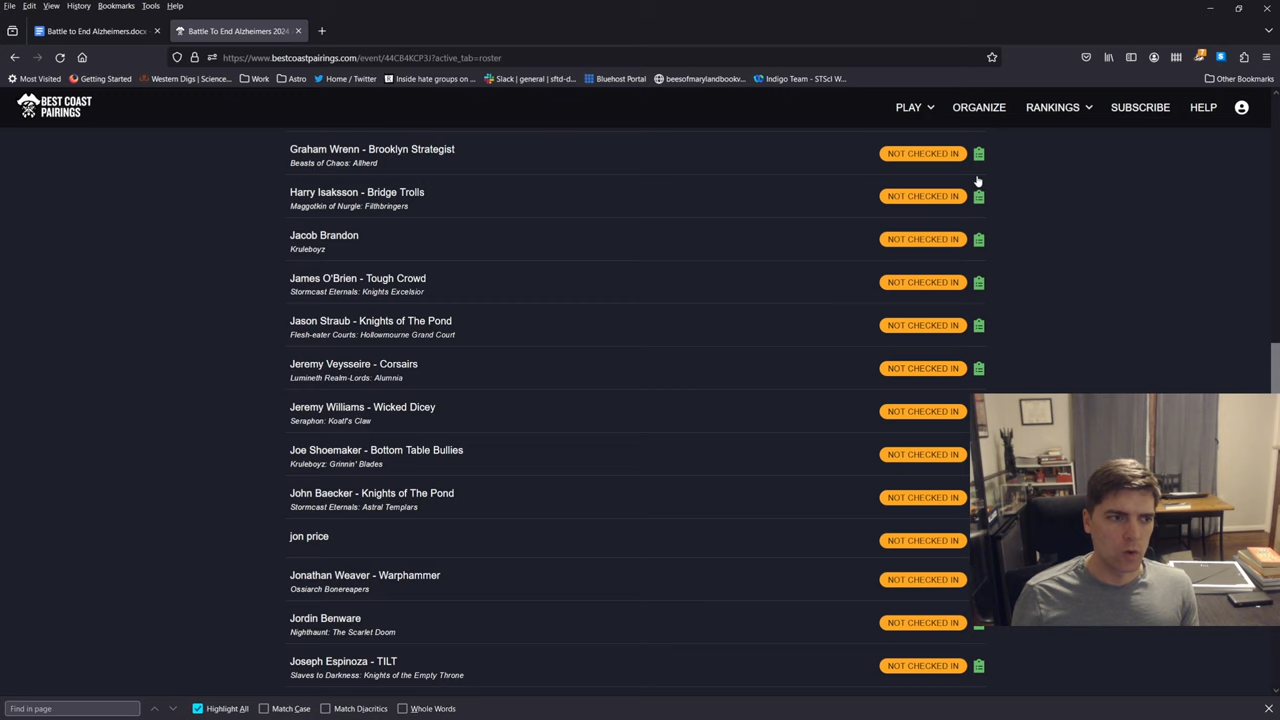 File Edit View History Bookmarks Tools Help
Battle to End Alzheimers.docx
Battle To End Alzheimers 2024
https://www.bestcoastpairings.com/event/44CB4KCP3J?active_tab=roster
Most Visited Getting Started Western Digs | Science... Work Astro Home / Twitter Inside hate groups on ... Slack | general | sftd-d... Bluehost Portal beesofmarylandbookv... Indigo Team - STScI W... Other Bookmarks
BEST COAST
PAIRINGS
PLAY ORGANIZE RANKINGS SUBSCRIBE HELP
Graham Wrenn - Brooklyn Strategist
Beasts of Chaos: Allherd
NOT CHECKED IN
Harry Isaksson - Bridge Trolls
Maggotkin of Nurgle: Filthbringers
NOT CHECKED IN
Jacob Brandon
Kruleboyz
NOT CHECKED IN
James O'Brien - Tough Crowd
Stormcast Eternals: Knights Excelsior
NOT CHECKED IN
Jason Straub - Knights of The Pond
Flesh-eater Courts: Hollowmourne Grand Court
NOT CHECKED IN
Jeremy Veysseire - Corsairs
Lumineth Realm-Lords: Alumnia
NOT CHECKED IN
Jeremy Williams - Wicked Dicey
Seraphon: Koatl's Claw
NOT CHECKED IN
Joe Shoemaker - Bottom Table Bullies
Kruleboyz: Grinnin' Blades
NOT CHECKED IN
John Baecker - Knights of The Pond
Stormcast Eternals: Astral Templars
NOT CHECKED IN
jon price
NOT CHECKED IN
Jonathan Weaver - Warphammer
Ossiarch Bonereapers
NOT CHECKED IN
Jordin Benware
Nighthaunt: The Scarlet Doom
NOT CHECKED IN
Joseph Espinoza - TILT
Slaves to Darkness: Knights of the Empty Throne
NOT CHECKED IN
Find in page Highlight All Match Case Match Diacritics Whole Words